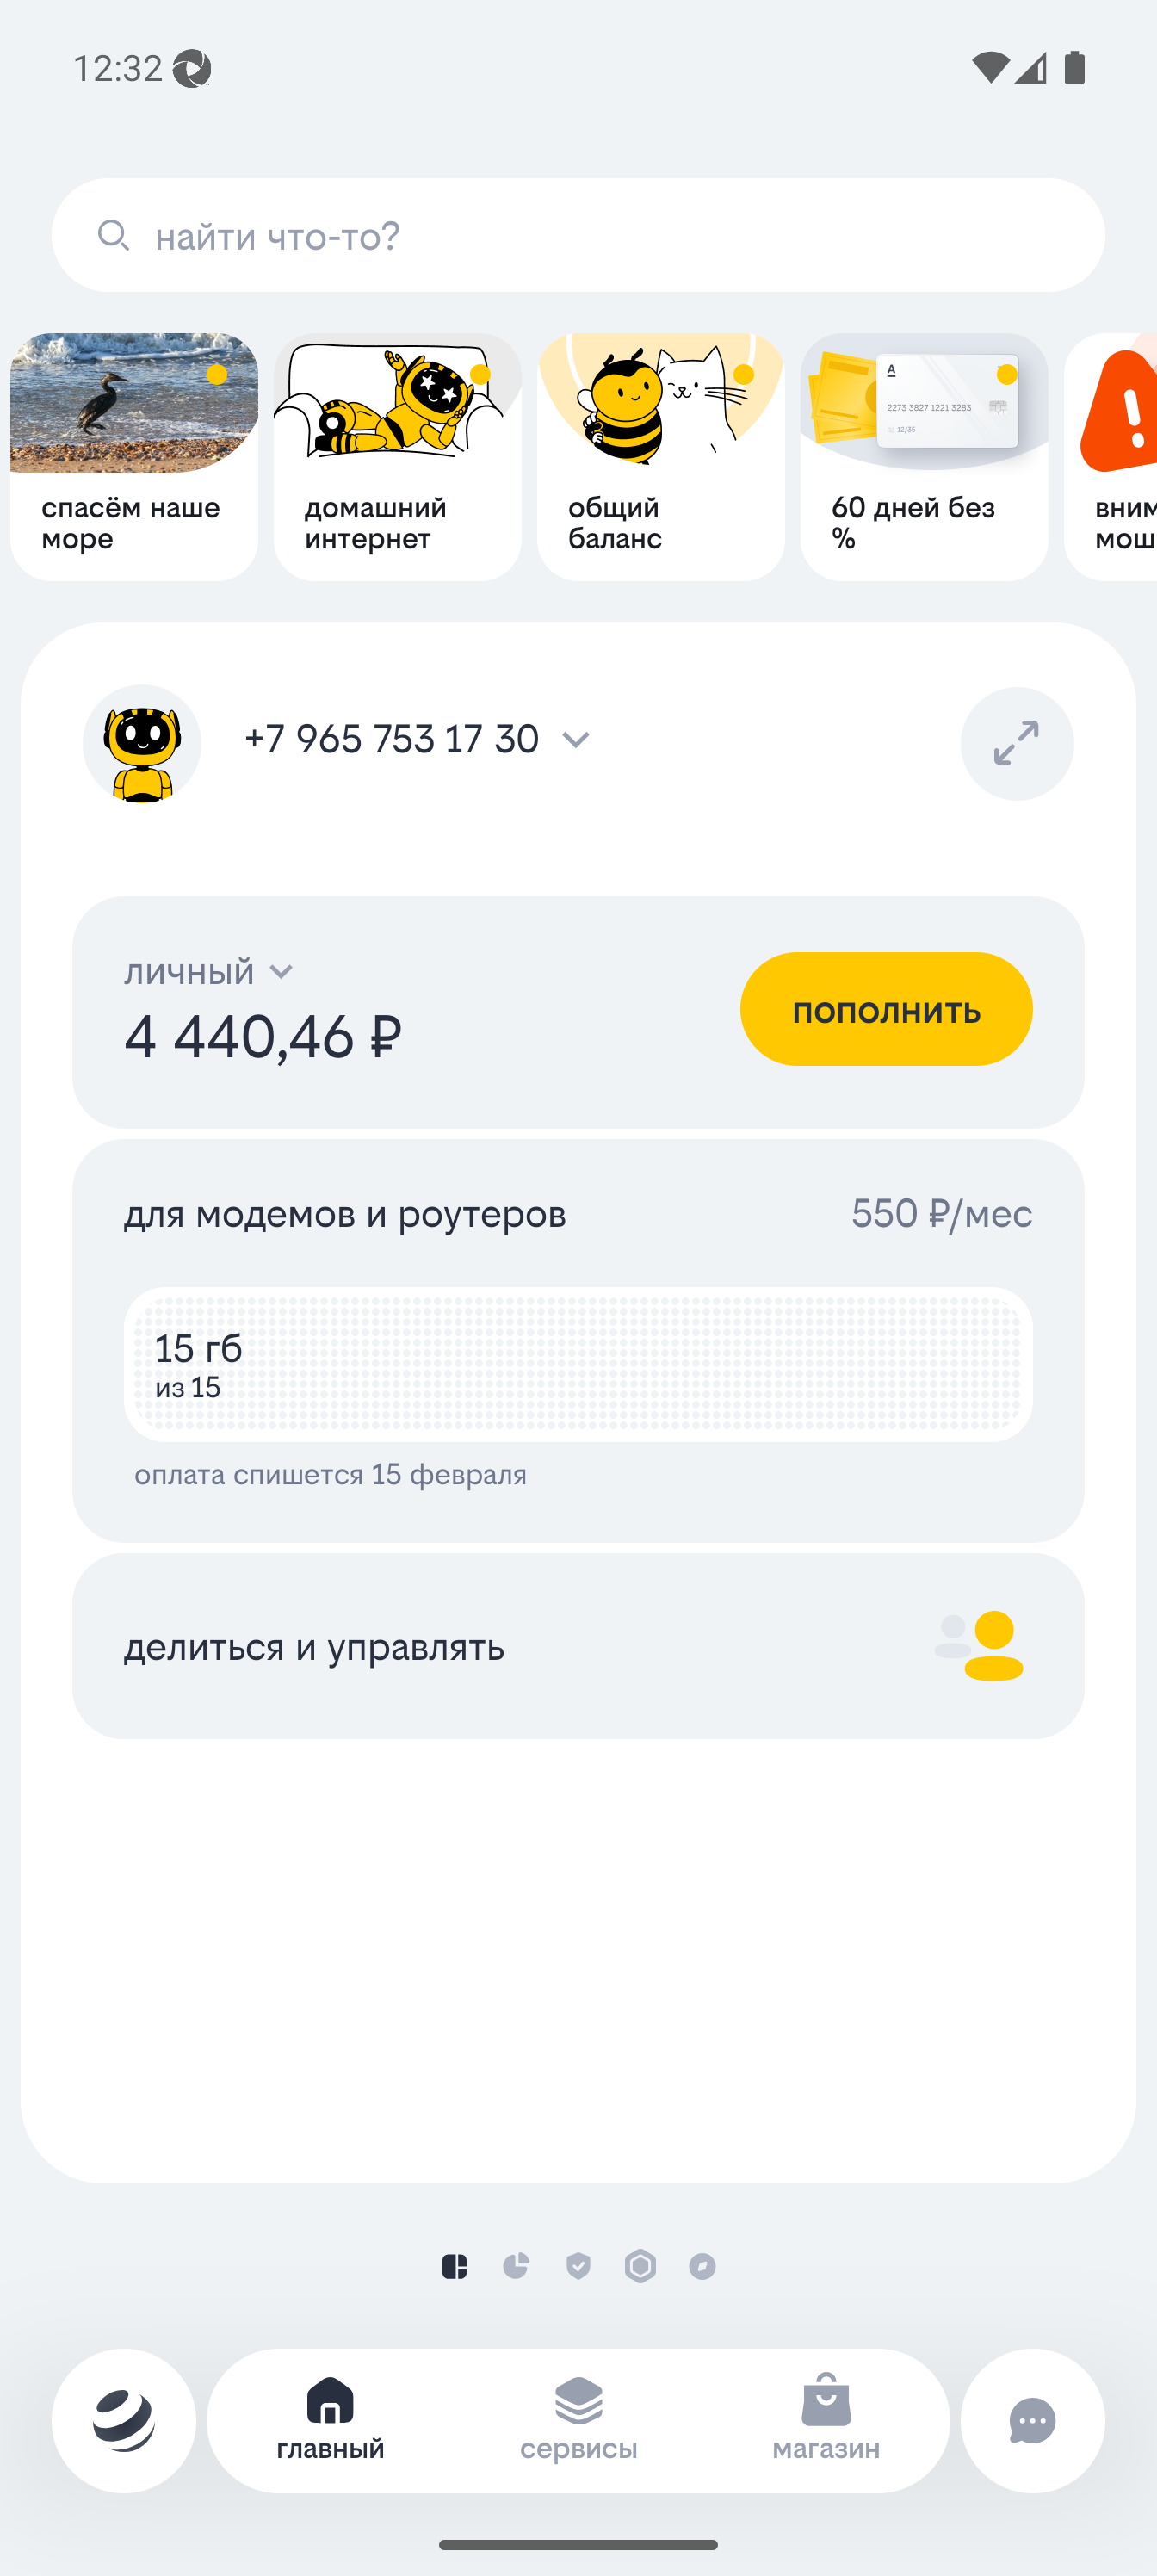 12:32
найти что-то?
спасём наше
море
домашний
интернет
общий
баланс
60 дней без
%
A
2273 3827 1221 3283
12/35
вним
мош
+7 965 753 17 30
личный
4 440,46 ₽
пополнить
для модемов и роутеров
550 ₽/мес
15 гб
из 15
оплата спишется 15 февраля
делиться и управлять
главный
сервисы
магазин